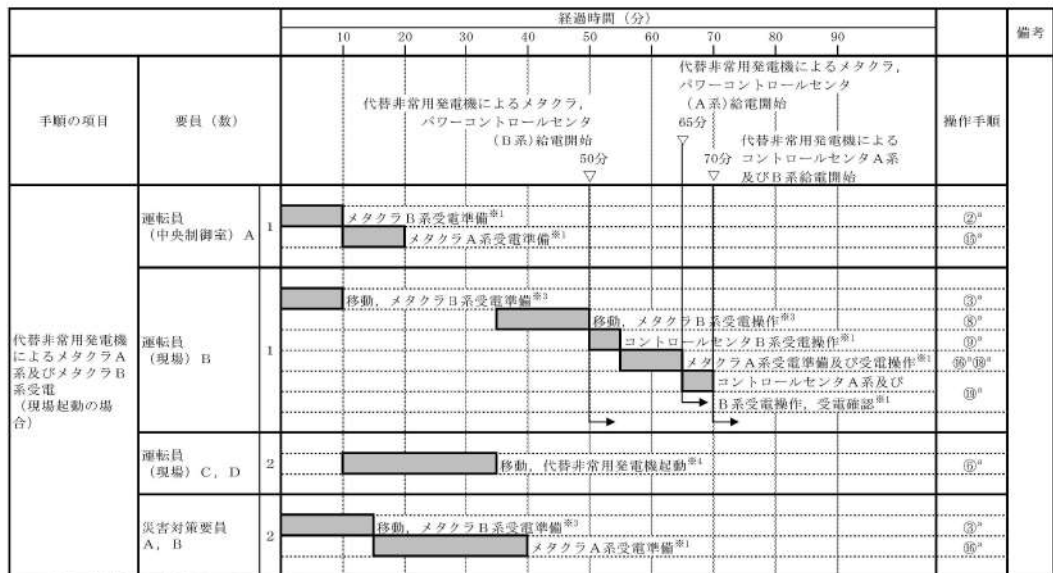 経過時間（分）
備考
10 20 30 40 50 60 70 80 90
手順の項目
要員（数）
操作手順
代替非常用発電機によるメタクラ，
パワーコントロールセンタ
（B系）給電開始
50分
▽
代替非常用発電機によるメタクラ，
パワーコントロールセンタ
（A系）給電開始
65分
▽
代替非常用発電機による
コントロールセンタA系
及びB系給電開始
70分
▽
代替非常用発電機
によるメタクラA
系及びメタクラB
系受電
（現場起動の場
合）
運転員
（中央制御室）A
1
メタクラB系受電準備※1
②a
メタクラA系受電準備※1
⑮a
運転員
（現場）B
1
移動，メタクラB系受電準備※3
③a
移動，メタクラB系受電操作※3
⑧a
コントロールセンタB系受電操作※1
⑨a
メタクラA系受電準備及び受電操作※1
⑯a⑱a
コントロールセンタA系及び
B系受電操作，受電確認※1
運転員
（現場）C，D
2
移動，代替非常用発電機起動※4
災害対策要員
A，B
2
移動，メタクラB系受電準備※3
③a
メタクラA系受電準備※1
⑯a